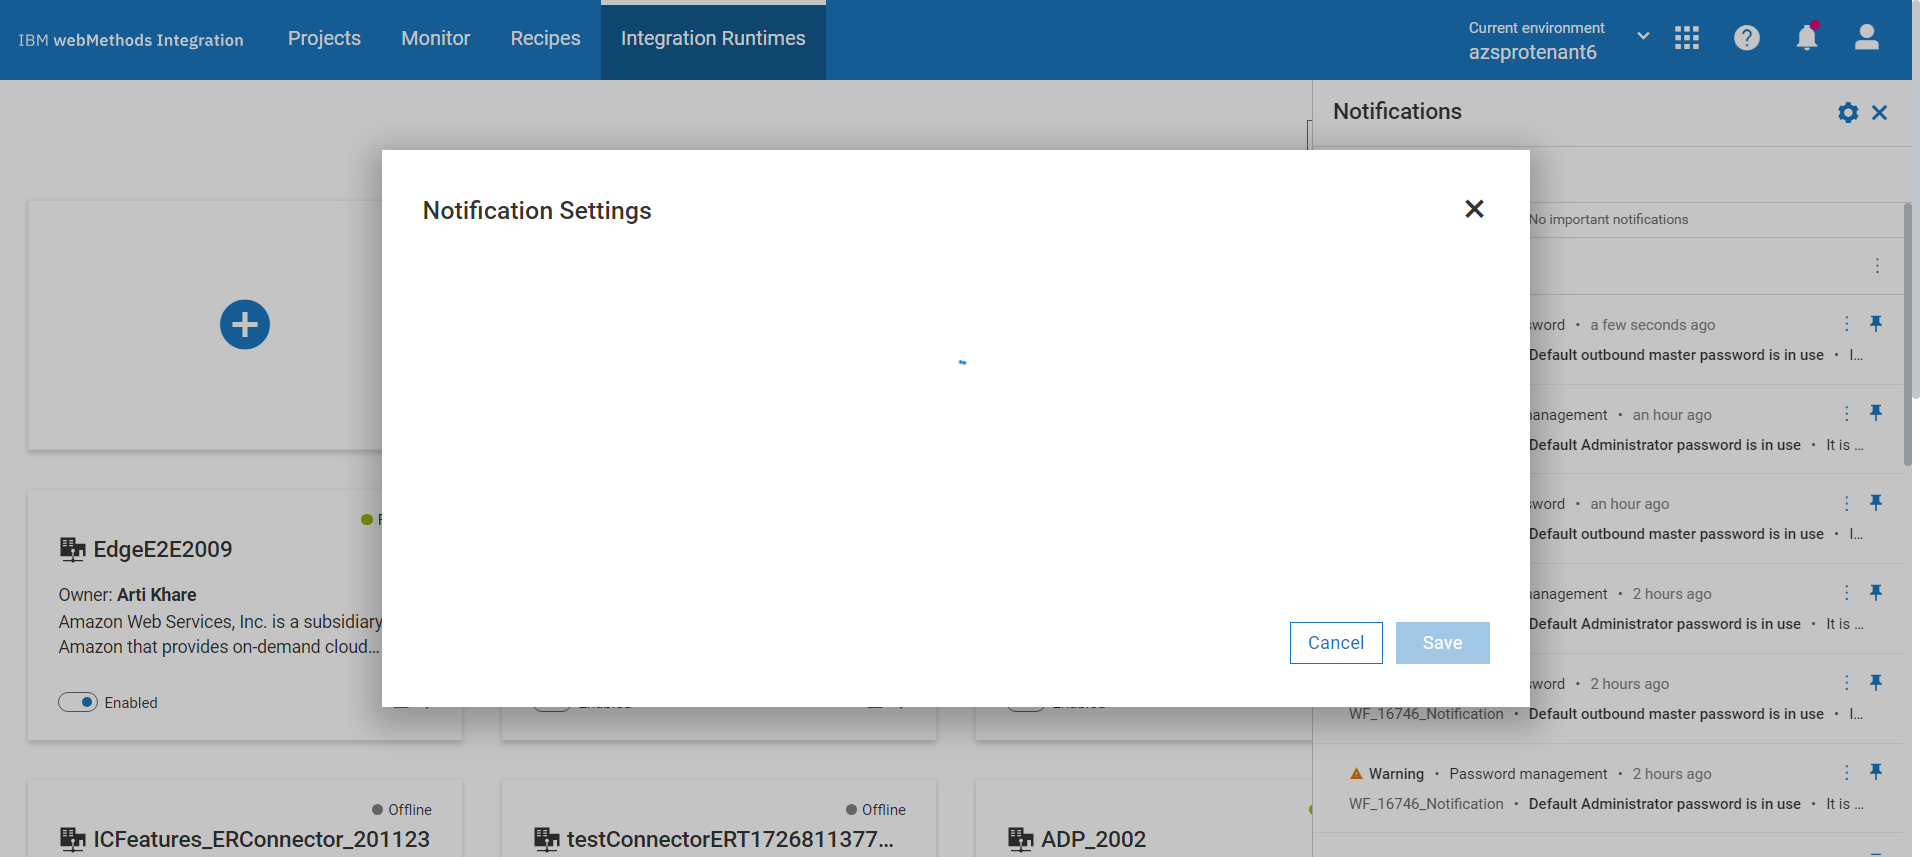 IBM webMethods Integration
Projects
Monitor
Recipes
Integration Runtimes
Current environment
azsprotenant6
Notifications
Notification Settings
No important notifications
sword • a few seconds ago
Default outbound master password is in use • I...
anagement • an hour ago
Default Administrator password is in use • It is ...
sword • an hour ago
Default outbound master password is in use • I...
anagement • 2 hours ago
Default Administrator password is in use • It is ...
sword • 2 hours ago
WF_16746_Notification • Default outbound master password is in use • I...
Warning • Password management • 2 hours ago
WF_16746_Notification • Default Administrator password is in use • It is ...
Cancel
Save
EdgeE2E2009
Owner: Arti Khare
Amazon Web Services, Inc. is a subsidiary
Amazon that provides on-demand cloud...
Enabled
Enabled
Enabled
Offline
ICFeatures_ERConnector_201123
Offline
testConnectorERT1726811377...
ADP_2002